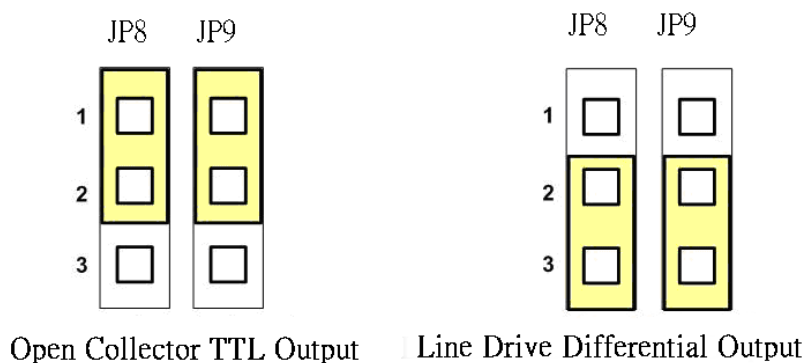 JP8 JP9 JP8 JP9
1 1
2 2
3 3
Open Collector TTL Output Line Drive Differential Output